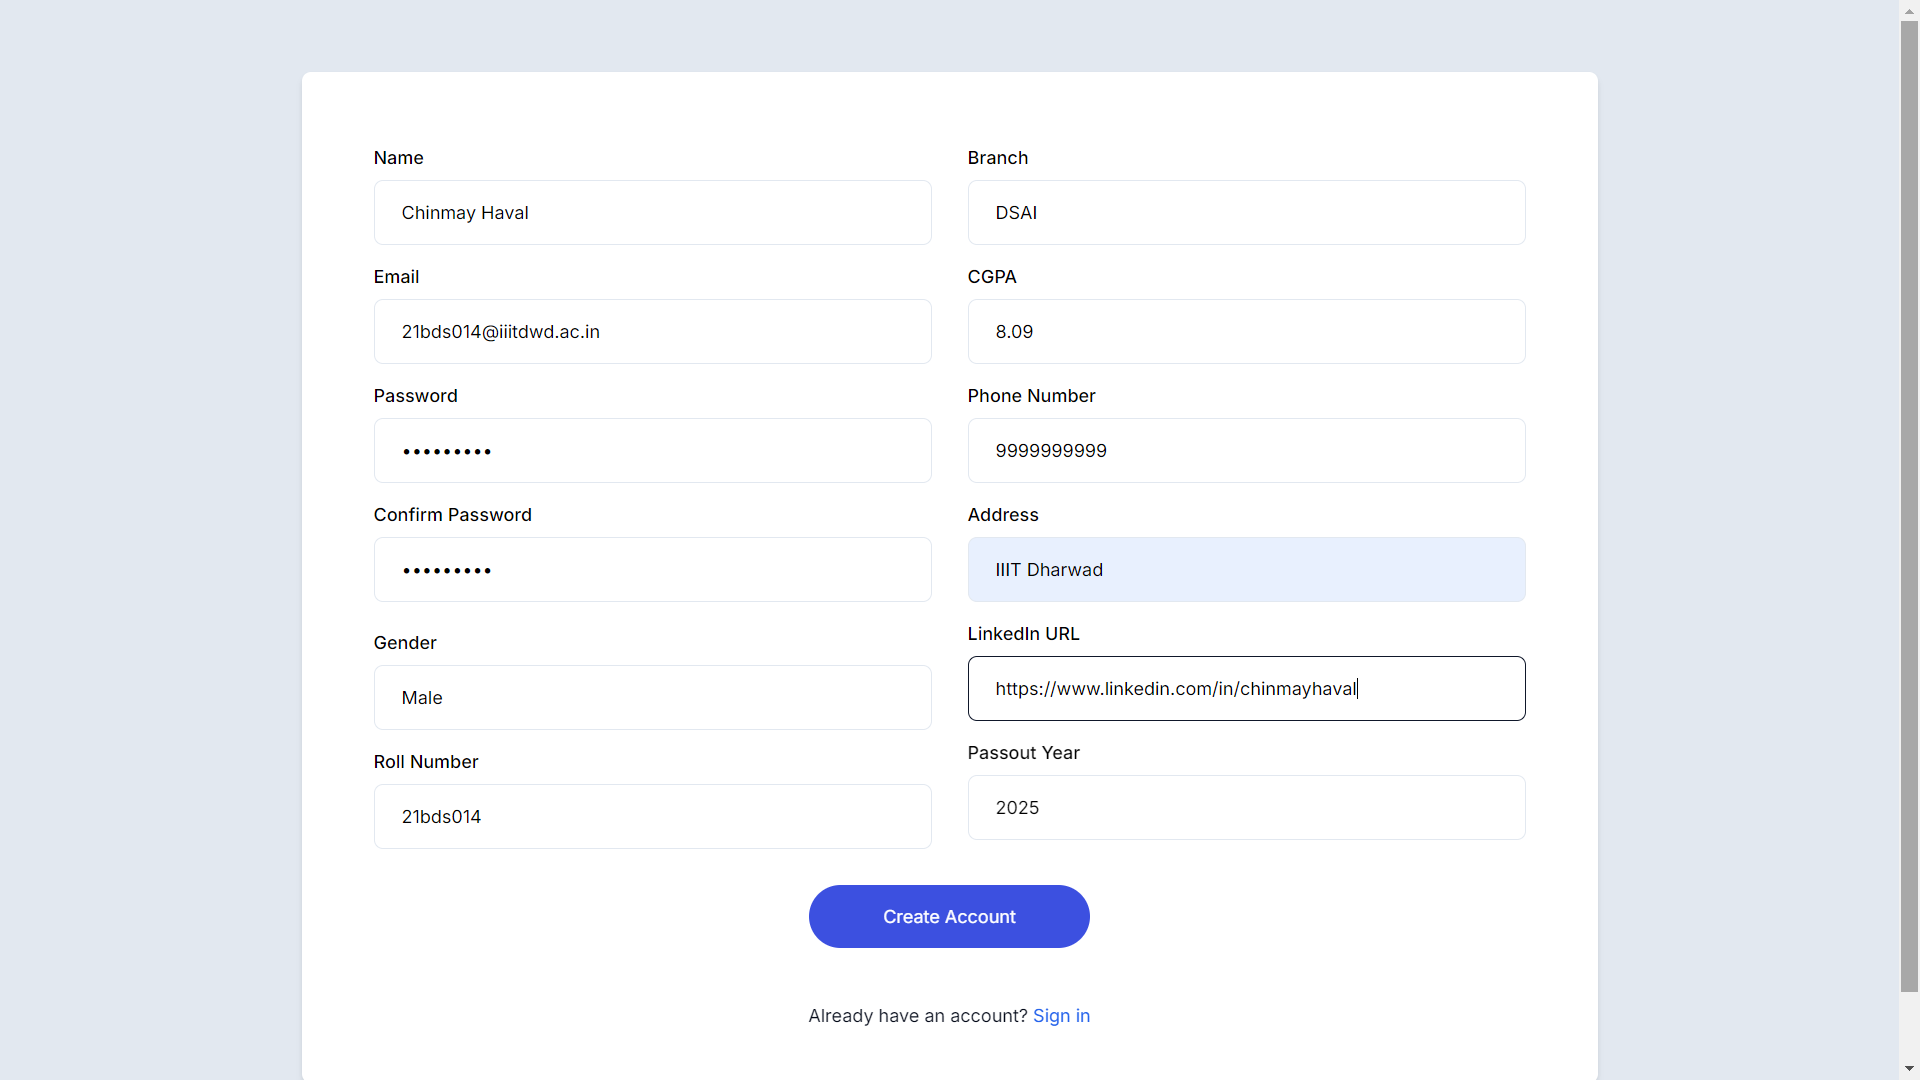 Name
Chinmay Haval
Email
21bds014@iiitdwd.ac.in
Password
•••••••••
Confirm Password
•••••••••
Gender
Male
Roll Number
21bds014
Branch
DSAI
CGPA
8.09
Phone Number
9999999999
Address
IIIT Dharwad
LinkedIn URL
https://www.linkedin.com/in/chinmayhaval
Passout Year
2025
Create Account
Already have an account? Sign in